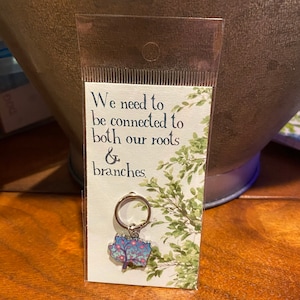 We need to
be connected to
both our roots
&
branches